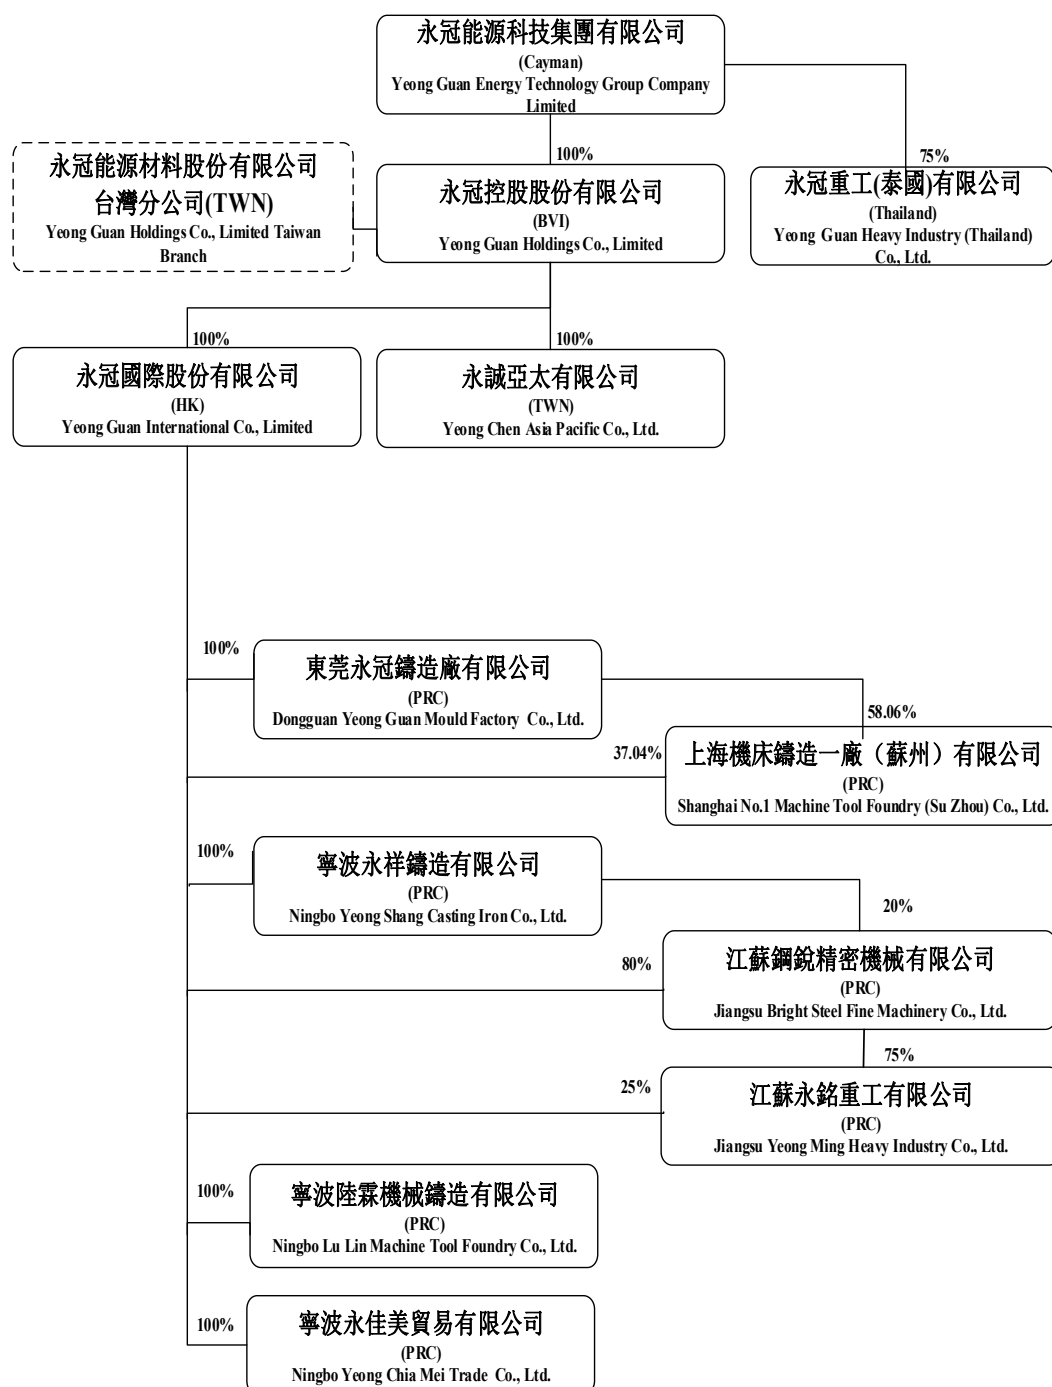 永冠能源科技集團有限公司
(Cayman)
Yeong Guan Energy Technology Group Company
Limited
100%
75%
永冠能源材料股份有限公司
台灣分公司(TWN)
Yeong Guan Holdings Co., Limited Taiwan
Branch
永冠控股股份有限公司
(BVI)
Yeong Guan Holdings Co., Limited
永冠重工(泰國)有限公司
(Thailand)
Yeong Guan Heavy Industry (Thailand)
Co., Ltd.
100%
100%
永冠國際股份有限公司
(HK)
Yeong Guan International Co., Limited
永誠亞太有限公司
(TWN)
Yeong Chen Asia Pacific Co., Ltd.
100%
東莞永冠鑄造廠有限公司
(PRC)
Dongguan Yeong Guan Mould Factory Co., Ltd.
58.06%
37.04%
上海機床鑄造一廠（蘇州）有限公司
(PRC)
Shanghai No.1 Machine Tool Foundry (Su Zhou) Co., Ltd.
100%
寧波永祥鑄造有限公司
(PRC)
Ningbo Yeong Shang Casting Iron Co., Ltd.
20%
80%
江蘇鋼銳精密機械有限公司
(PRC)
Jiangsu Bright Steel Fine Machinery Co., Ltd.
75%
25%
江蘇永銘重工有限公司
(PRC)
Jiangsu Yeong Ming Heavy Industry Co., Ltd.
100%
寧波陸霖機械鑄造有限公司
(PRC)
Ningbo Lu Lin Machine Tool Foundry Co., Ltd.
100%
寧波永佳美貿易有限公司
(PRC)
Ningbo Yeong Chia Mei Trade Co., Ltd.